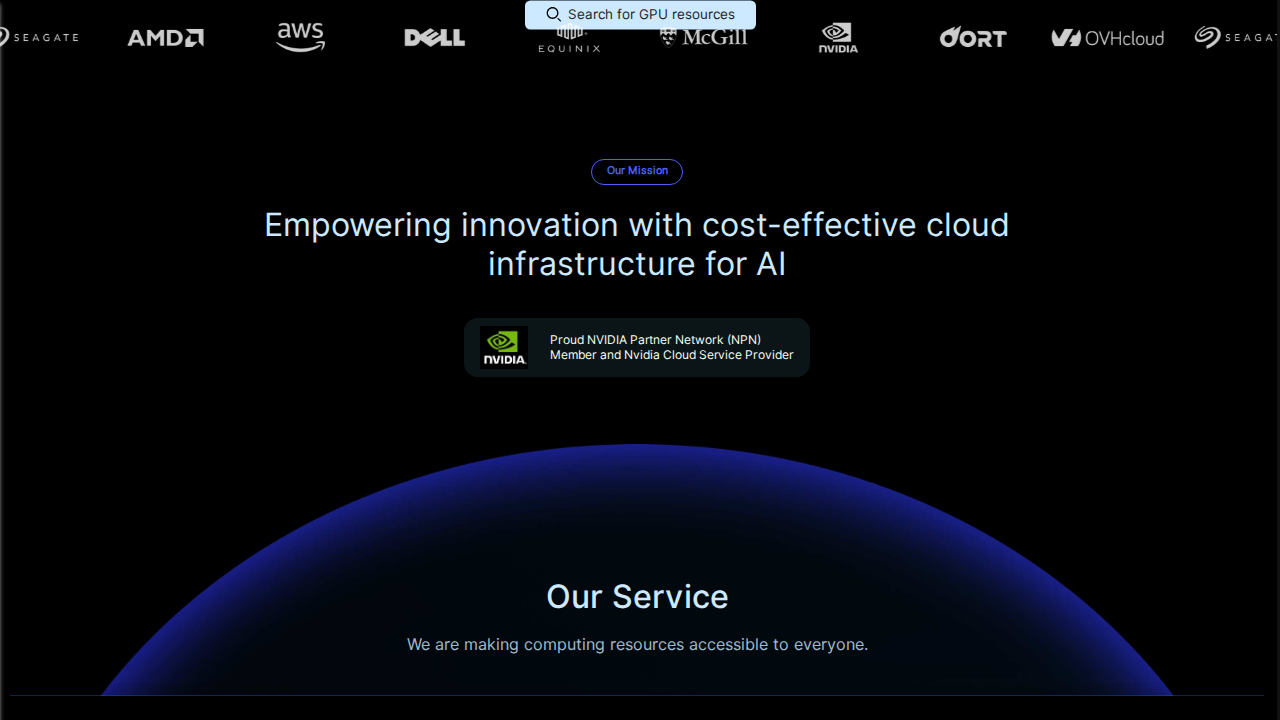 Search for GPU resources
SEAGATE AMD aws DELL EQUINIX McGill NVIDIA DORT OVHcloud SEAGAT
Our Mission
Empowering innovation with cost-effective cloud
infrastructure for AI
NVIDIA.
Proud NVIDIA Partner Network (NPN)
Member and Nvidia Cloud Service Provider
Our Service
We are making computing resources accessible to everyone.